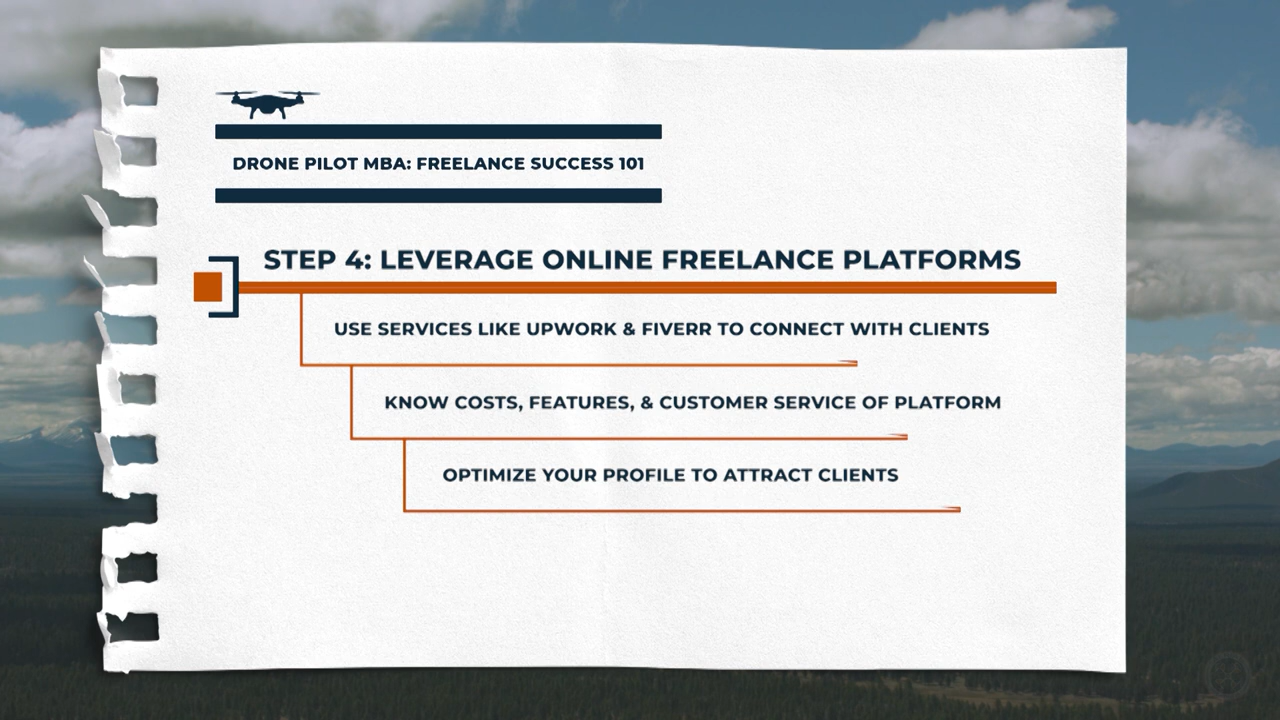 DRONE PILOT MBA: FREELANCE SUCCESS 101
STEP 4: LEVERAGE ONLINE FREELANCE PLATFORMS
USE SERVICES LIKE UPWORK & FIVERR TO CONNECT WITH CLIENTS
KNOW COSTS, FEATURES, & CUSTOMER SERVICE OF PLATFORM
OPTIMIZE YOUR PROFILE TO ATTRACT CLIENTS